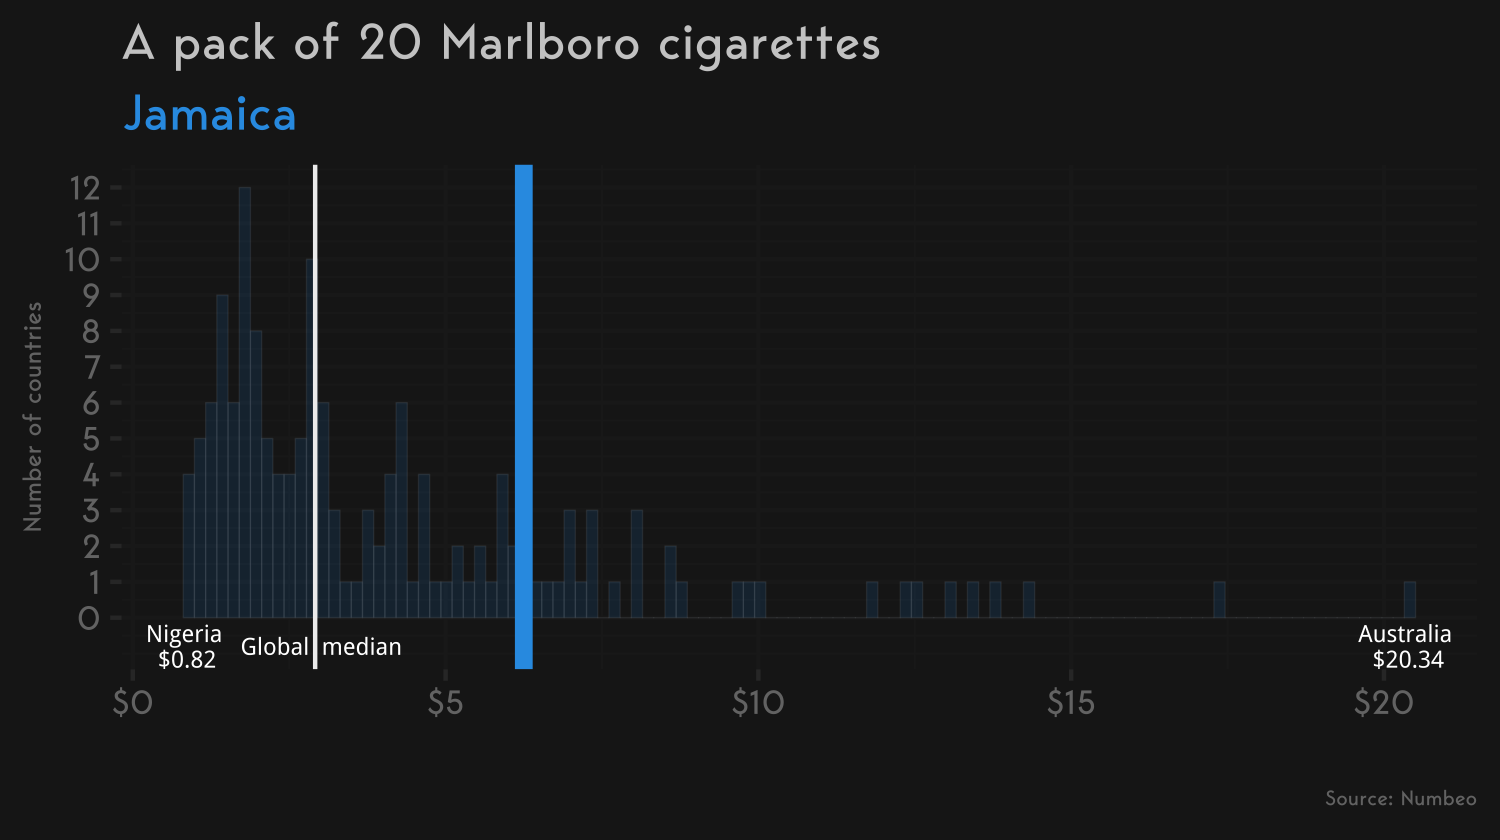 A pack of 20 Marlboro cigarettes
Jamaica
Number of countries
12
11
10
9
8
7
6
5
4
3
2
1
0
Nigeria
$0.82
Global median
Australia
$20.34
$0 $5 $10 $15 $20
Source: Numbeo